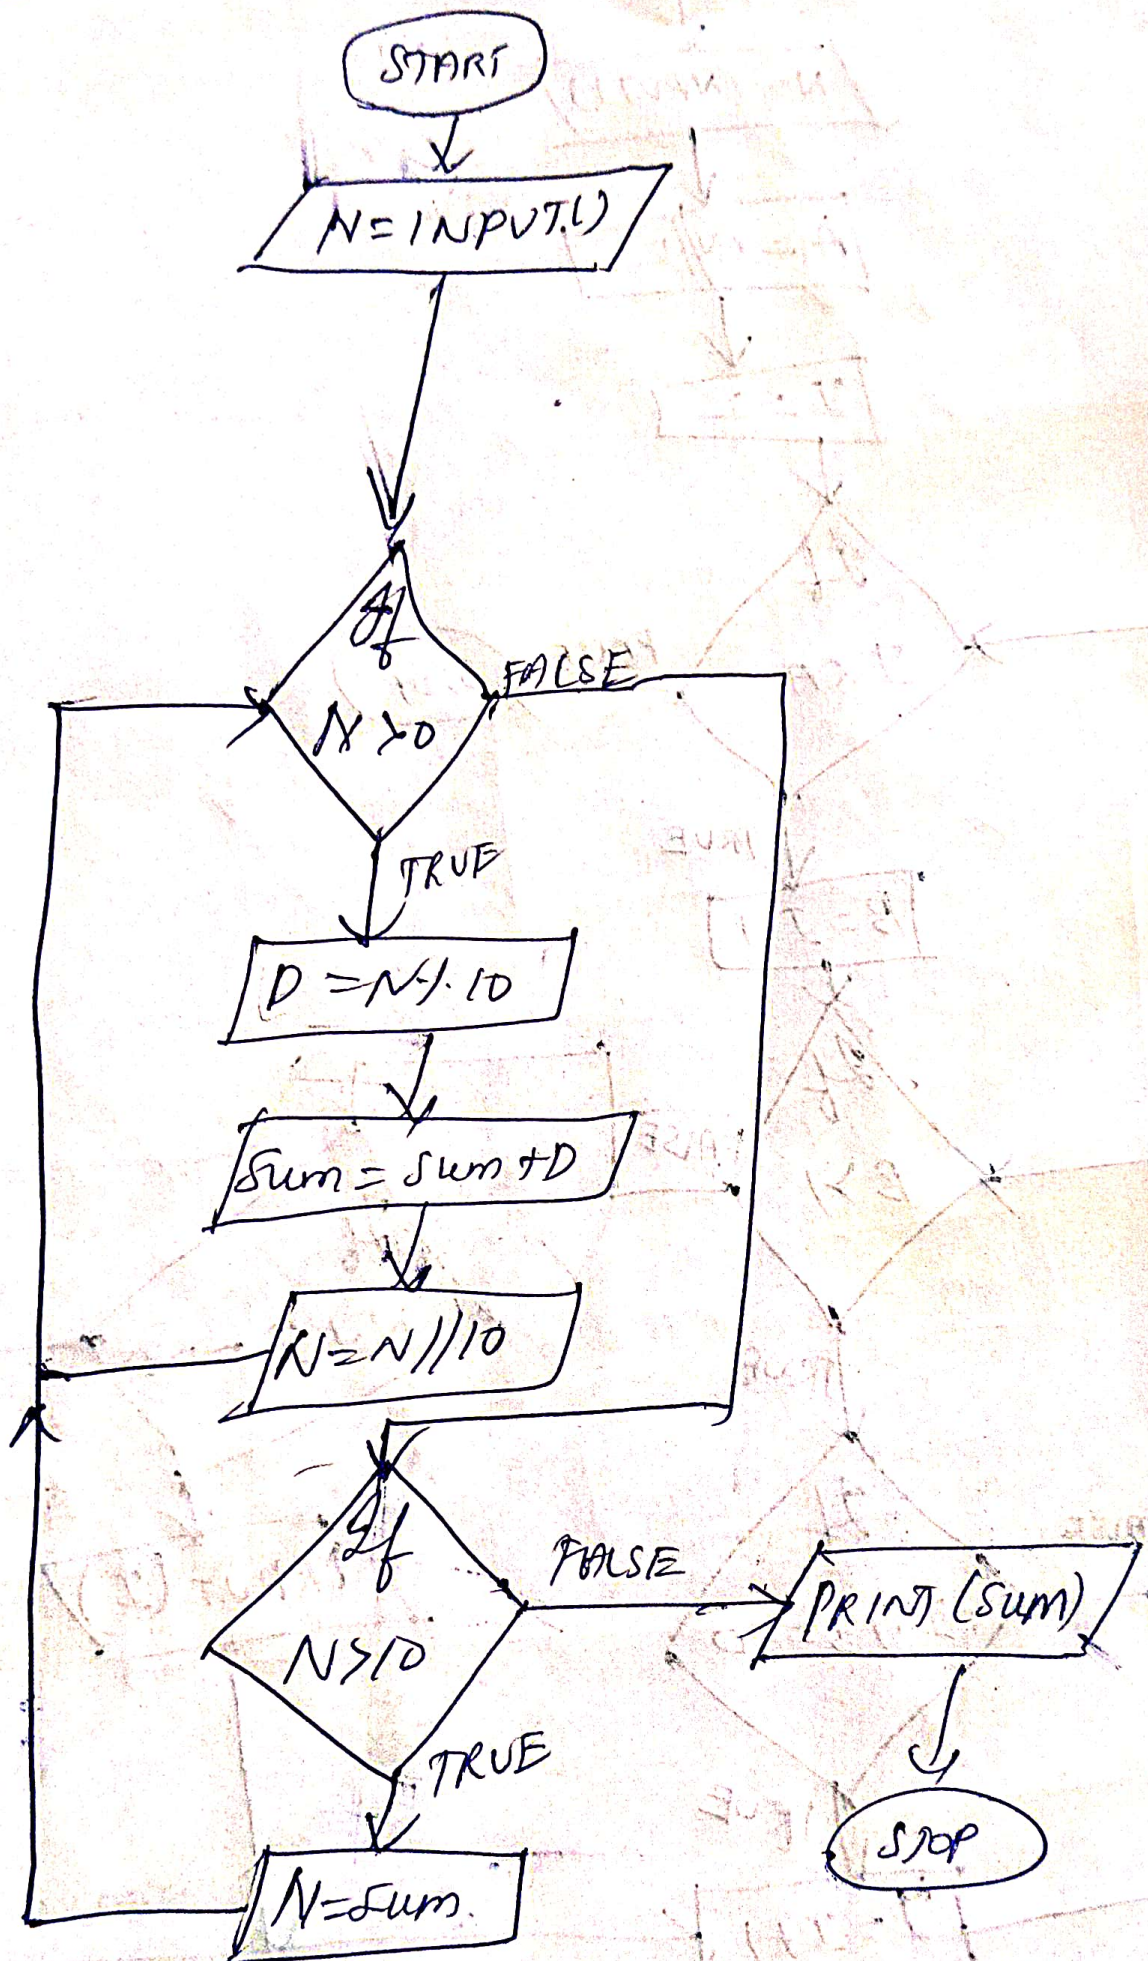 START
N=INPUT()
If
N>0
FALSE
TRUE
D=N%10
Sum=Sum+D
N=N//10
If
N>10
FALSE
PRINT(SUM)
TRUE
STOP
N=Sum